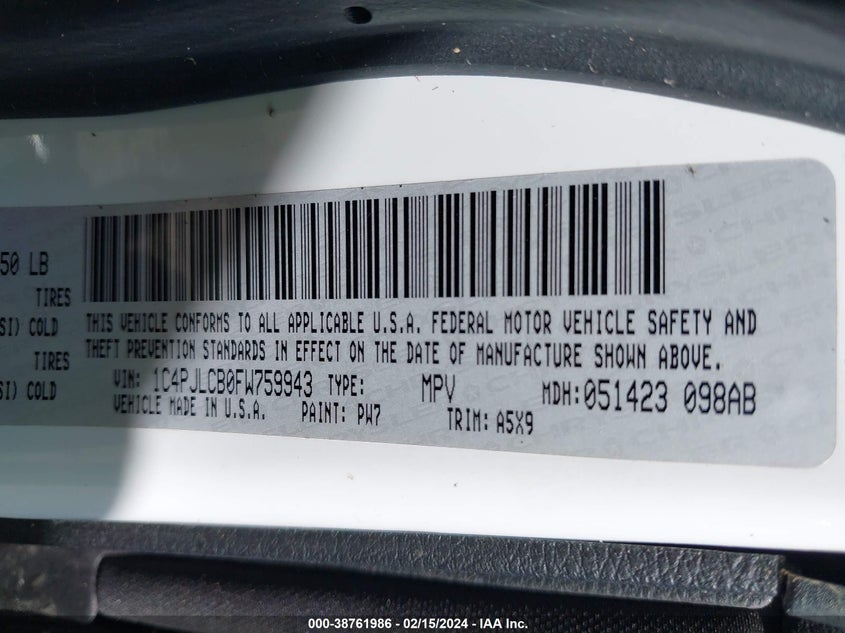 50 LB
TIRES
SI) COLD
TIRES
SI) COLD
THIS VEHICLE CONFORMS TO ALL APPLICABLE U.S.A. FEDERAL MOTOR VEHICLE SAFETY AND
THEFT PREVENTION STANDARDS IN EFFECT ON THE DATE OF MANUFACTURE SHOWN ABOVE.
VIN: 1C4PJLCB0FW759943 TYPE: MPV MDH: 051423 098AB
VEHICLE MADE IN U.S.A. PAINT: PW7 TRIM: A5X9
000-38761986 - 02/15/2024 - IAA Inc.